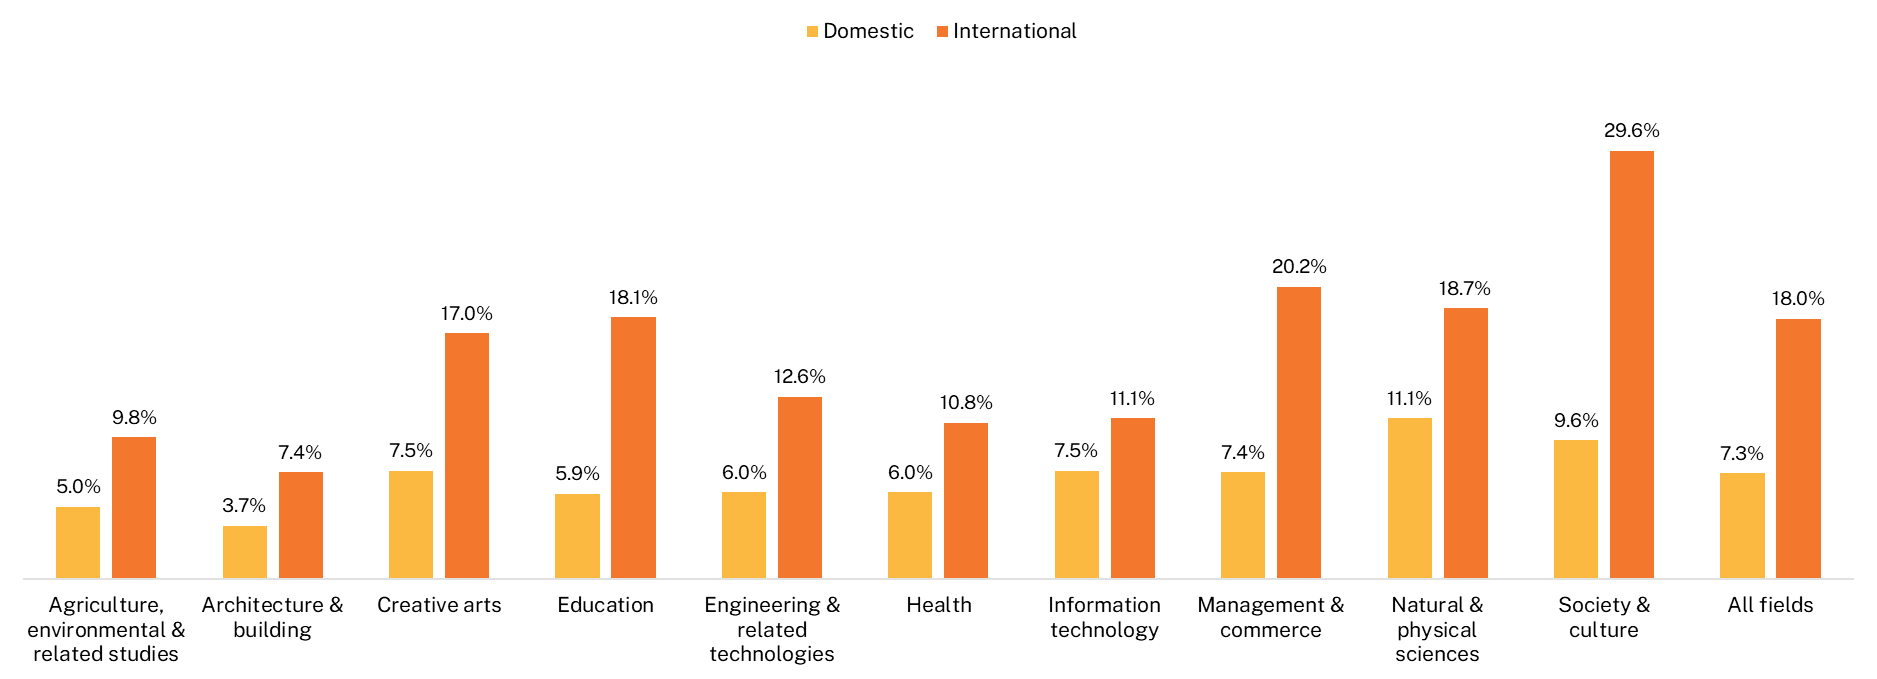 Domestic International
29.6%
20.2%
18.7%
18.1%
18.0%
17.0%
12.6%
9.8%
10.8%
11.1%
11.1%
9.6%
7.4%
7.5%
7.5%
7.4%
7.3%
5.0%
3.7%
5.9%
6.0%
6.0%
Agriculture,
environmental &
related studies
Architecture &
building
Creative arts
Education
Engineering &
related
technologies
Health
Information
technology
Management &
commerce
Natural &
physical
sciences
Society &
culture
All fields